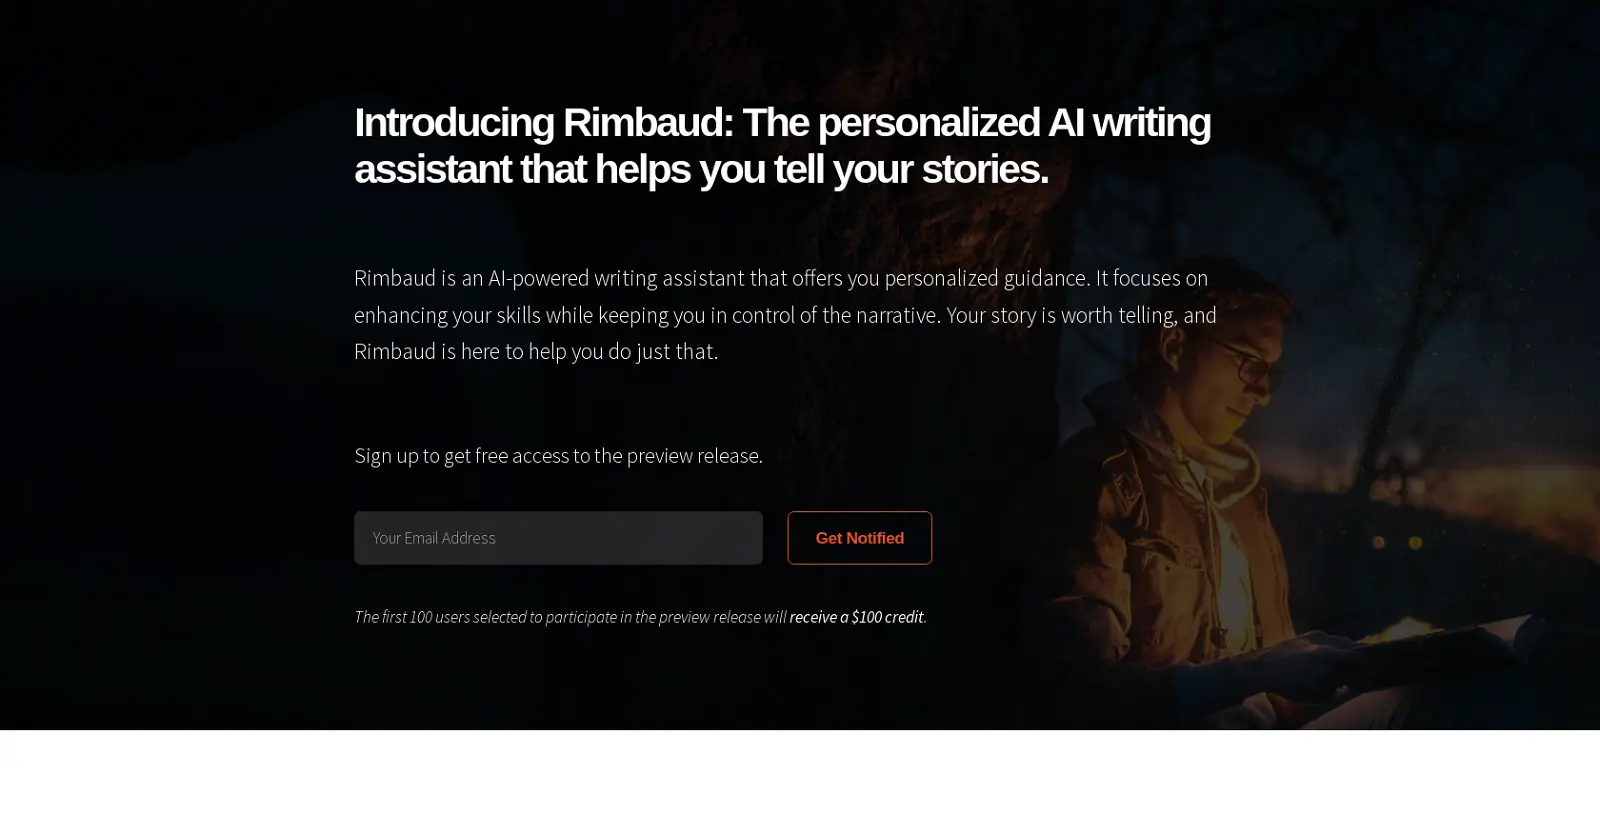 Introducing Rimbaud: The personalized AI writing
assistant that helps you tell your stories.
Rimbaud is an AI-powered writing assistant that offers you personalized guidance. It focuses on
enhancing your skills while keeping you in control of the narrative. Your story is worth telling, and
Rimbaud is here to help you do just that.
Sign up to get free access to the preview release.
Your Email Address
Get Notified
The first 100 users selected to participate in the preview release will receive a $100 credit.